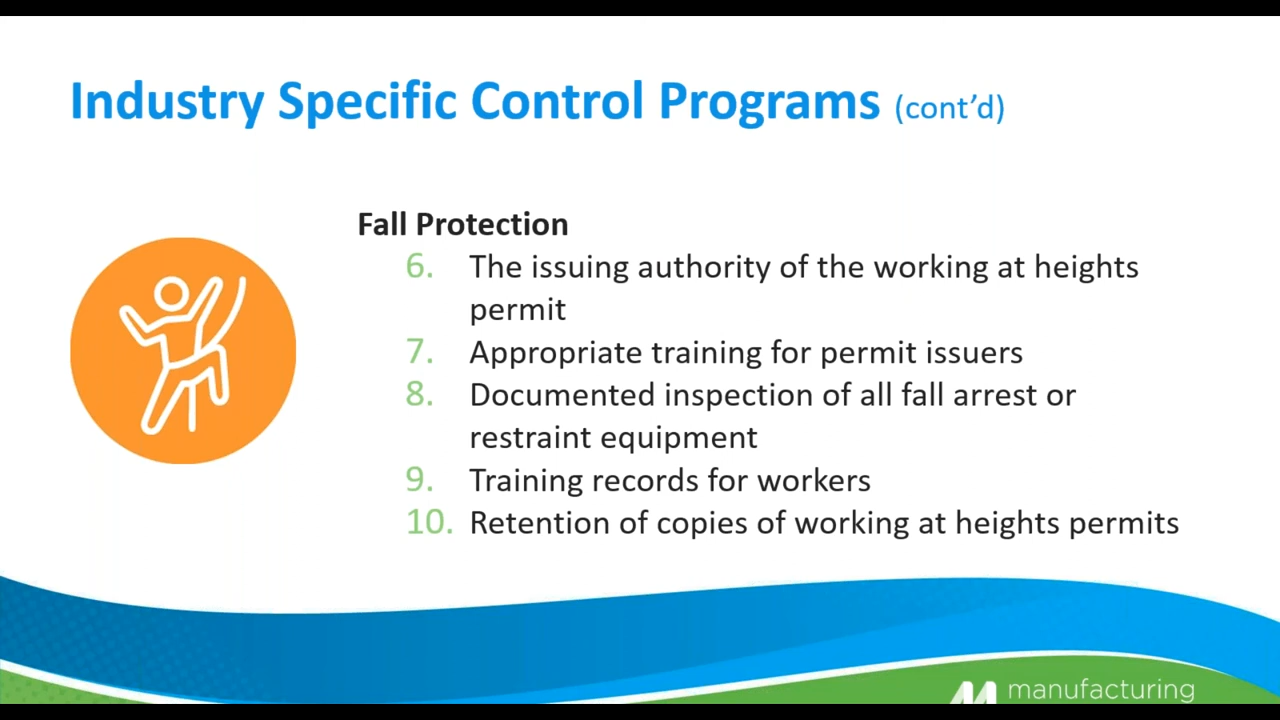 Industry Specific Control Programs (cont’d)
Fall Protection
6. The issuing authority of the working at heights
permit
7. Appropriate training for permit issuers
8. Documented inspection of all fall arrest or
restraint equipment
9. Training records for workers
10. Retention of copies of working at heights permits
manufacturing